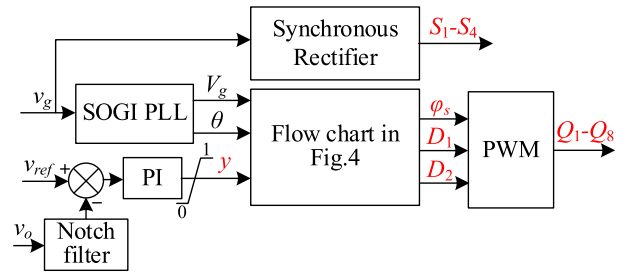 Synchronous
Rectifier
S1-S4
vg
SOGI PLL
Vg
θ
Flow chart in
Fig.4
φs
D1
D2
PWM
Q1-Q8
vref
+
−
PI
1
0
y
vo
Notch
filter